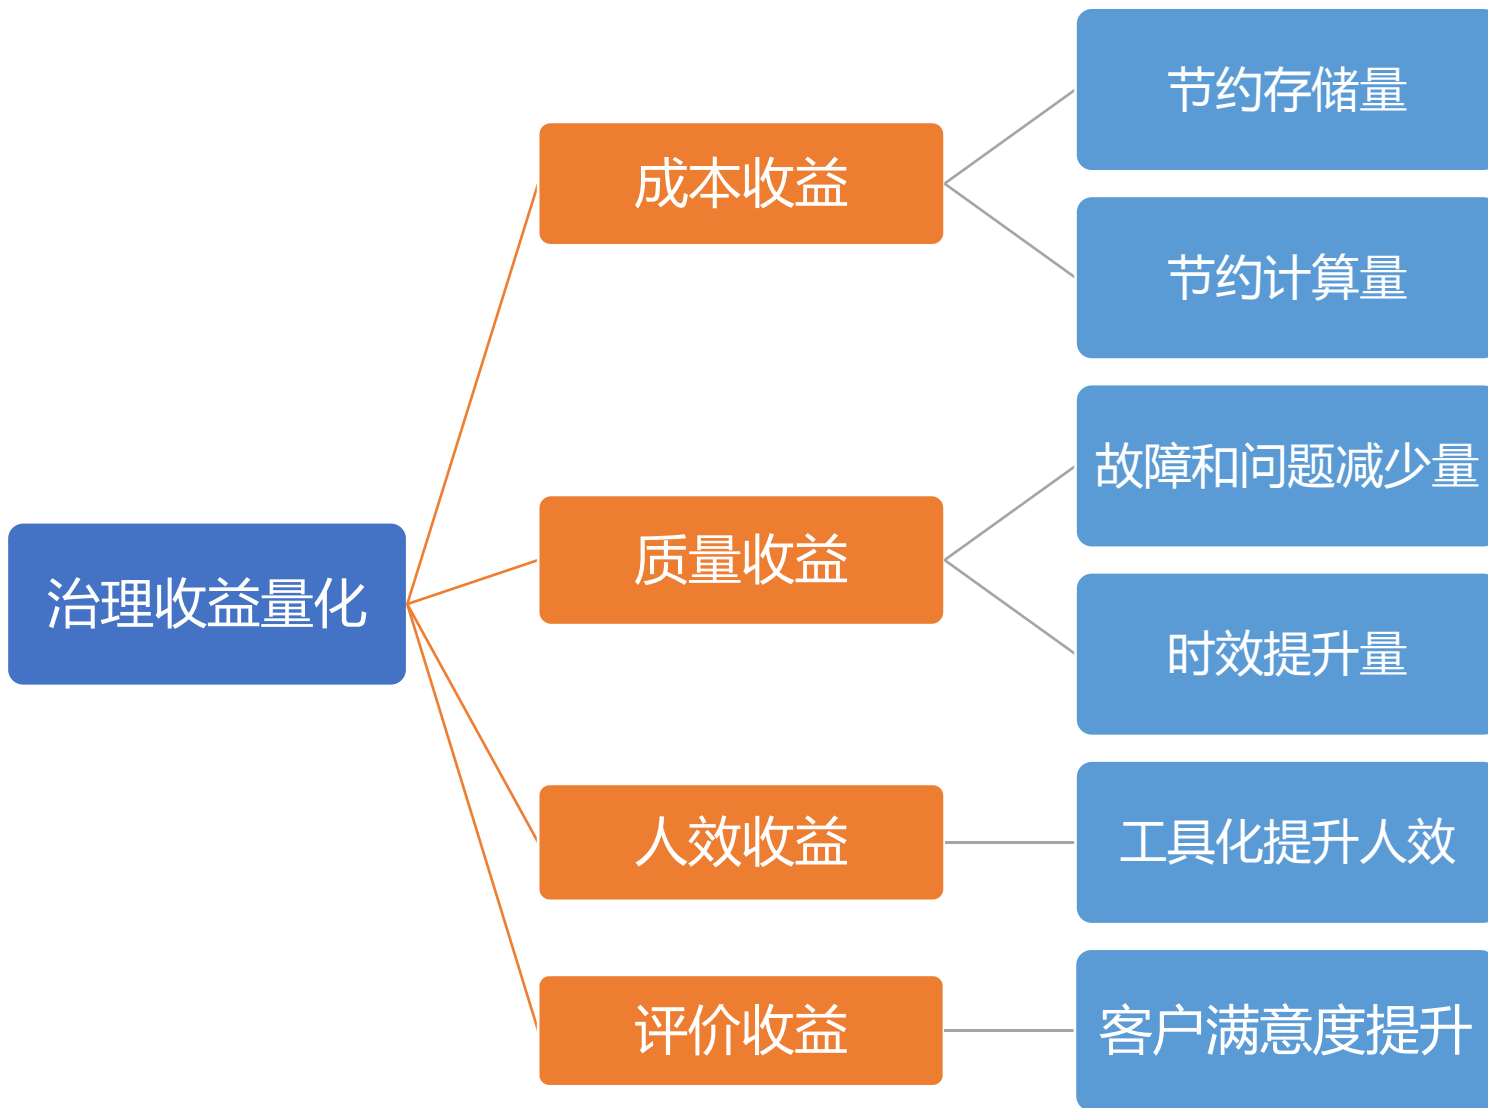 治理收益量化
成本收益
节约存储量
节约计算量
质量收益
故障和问题减少量
时效提升量
人效收益
工具化提升人效
评价收益
客户满意度提升